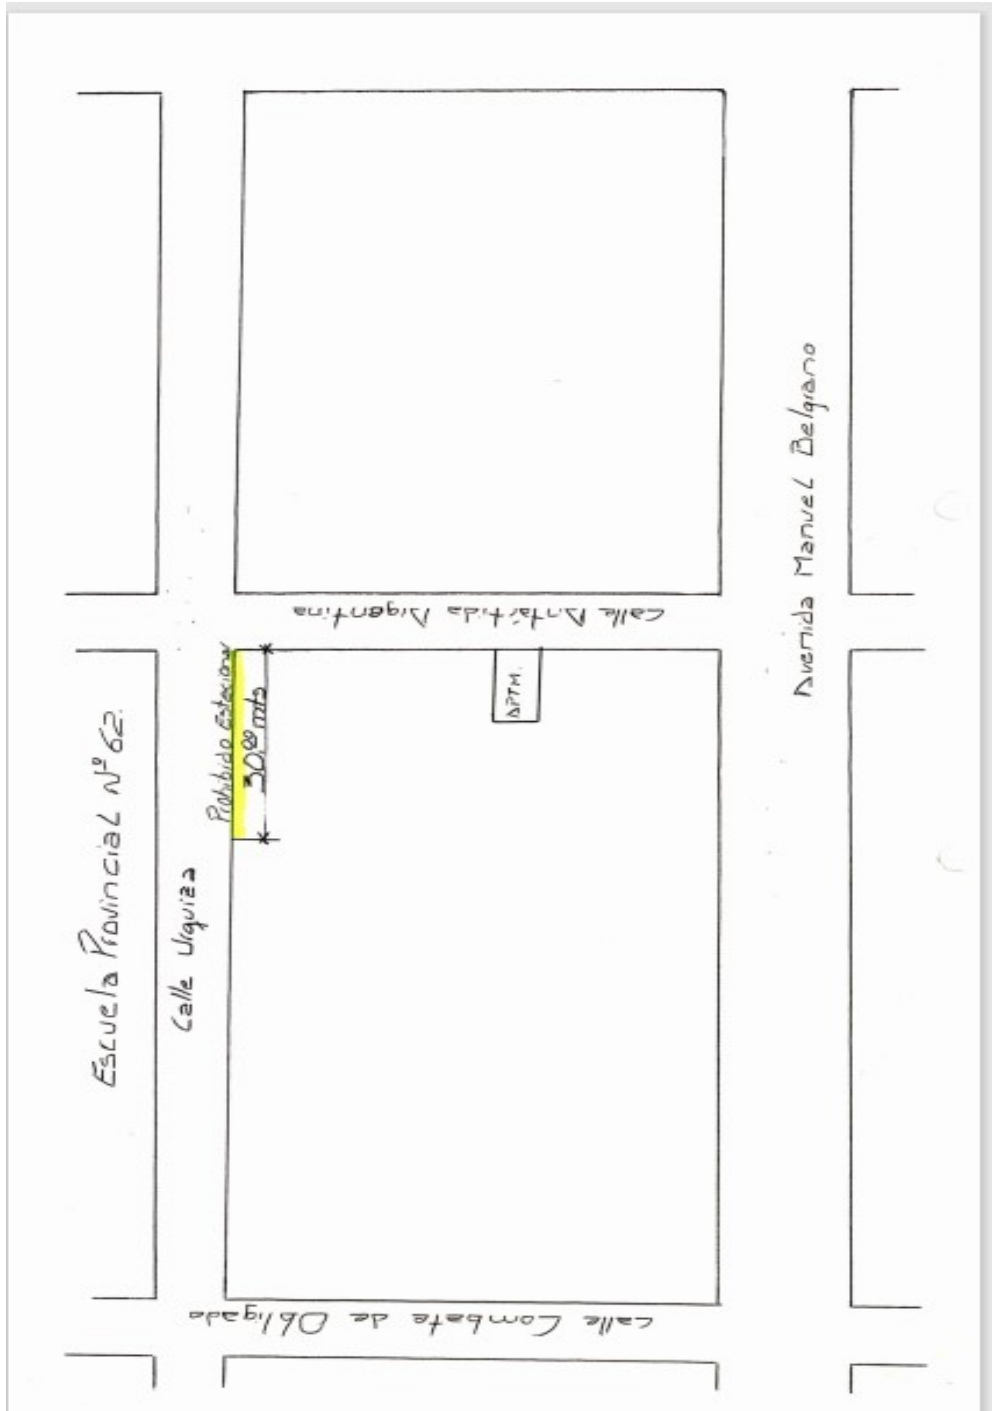 Avenida Manuel Belgrano
Calle Antártida Argentina
APTM.
Prohibido Estacionar
30,00 mts
Escuela Provincial Nº 62.
Calle Urquiza
Calle Combate de Obligado